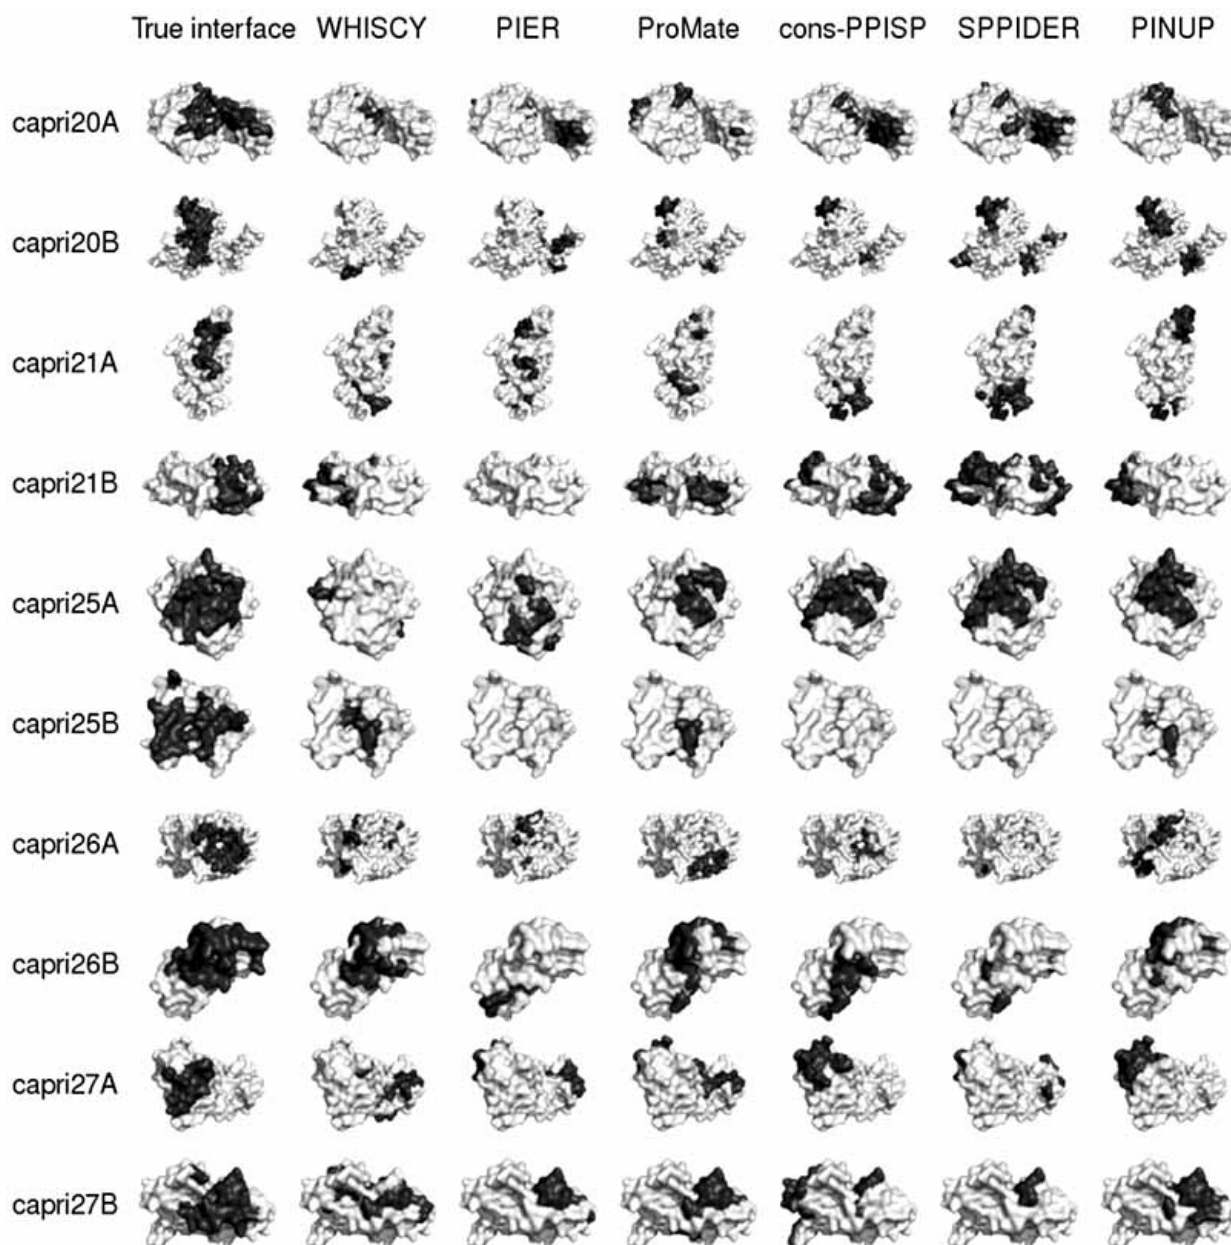 True interface WHISCY PIER ProMate cons-PPISP SPPIDER PINUP
capri20A
capri20B
capri21A
capri21B
capri25A
capri25B
capri26A
capri26B
capri27A
capri27B